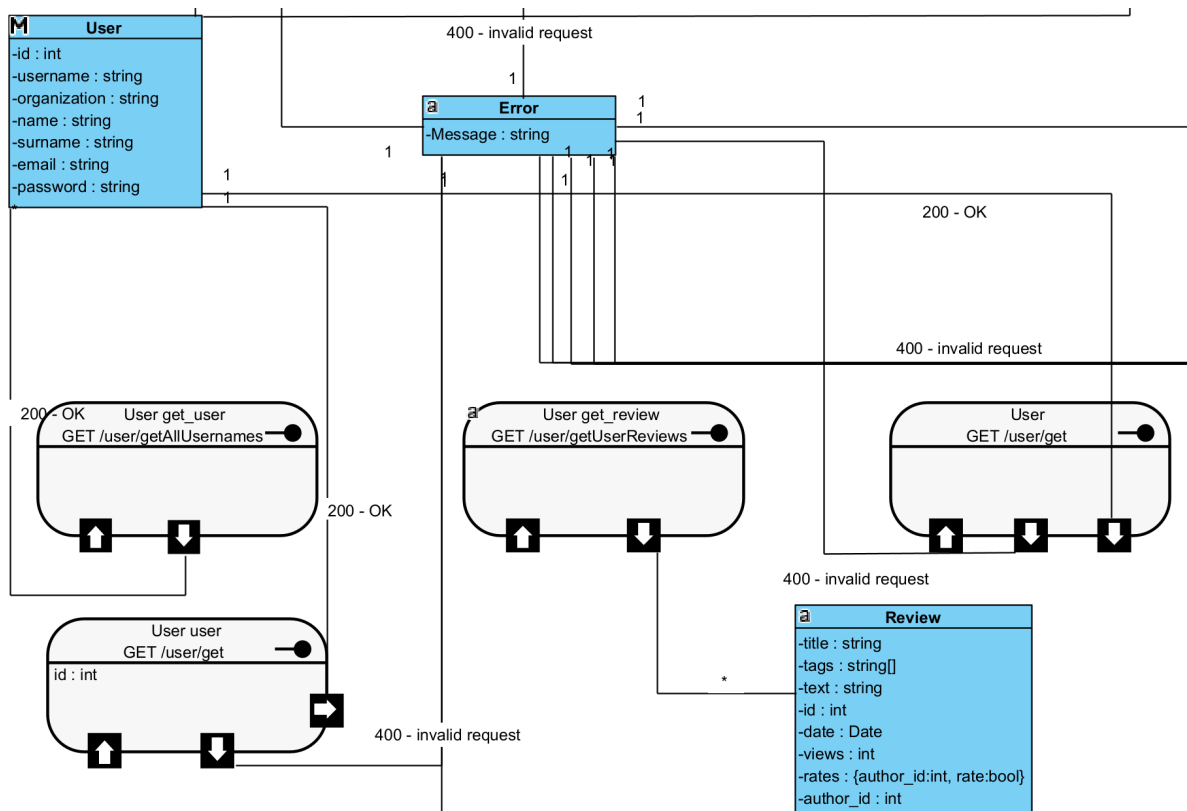 M
User
-id : int
-username : string
-organization : string
-name : string
-surname : string
-email : string
-password : string
*
1
1
400 - invalid request
1
a
Error
-Message : string
1
1
1
1
1
1
1
1
200 - OK
400 - invalid request
200 - OK
User get_user
GET /user/getAllUsernames
a
User get_review
GET /user/getUserReviews
User
GET /user/get
200 - OK
400 - invalid request
User user
GET /user/get
id : int
400 - invalid request
*
a
Review
-title : string
-tags : string[]
-text : string
-id : int
-date : Date
-views : int
-rates : {author_id:int, rate:bool}
-author_id : int